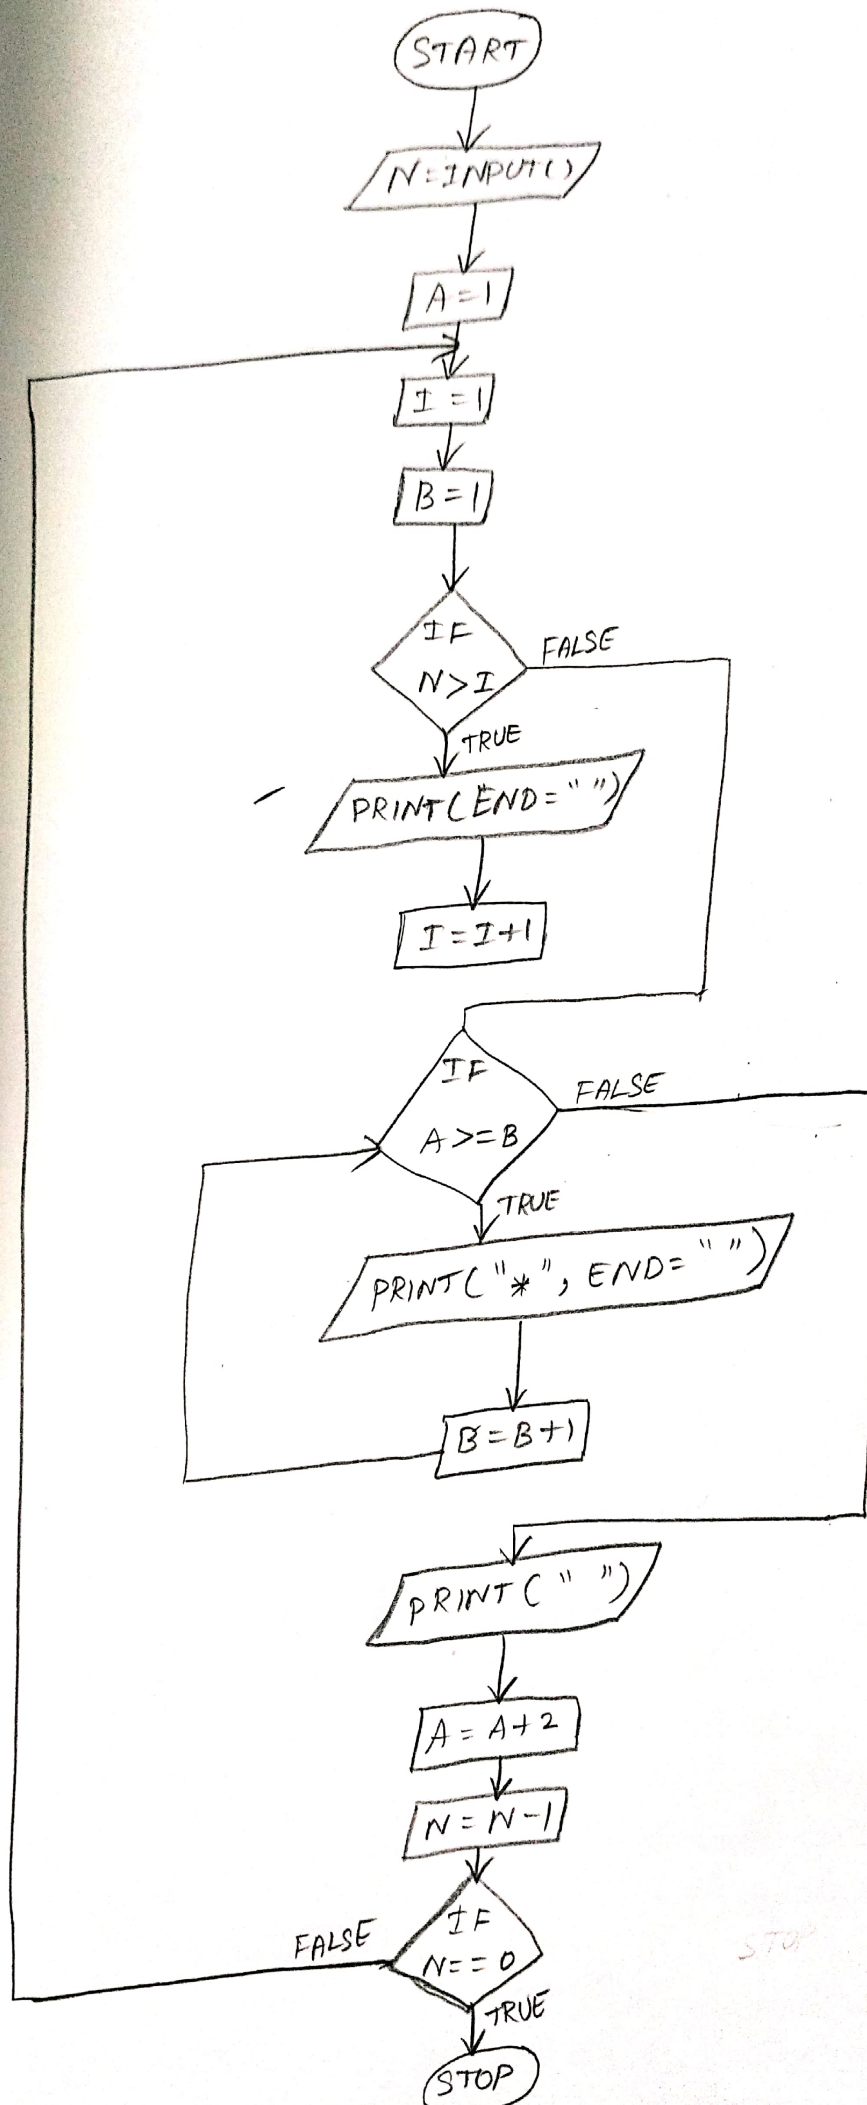 START
N=INPUT()
A=1
I=1
B=1
IF
N>I
FALSE
TRUE
PRINT(END=" ")
I=I+1
IF
A>=B
FALSE
TRUE
PRINT("*", END=" ")
B=B+1
PRINT(" ")
A=A+2
N=N-1
IF
N==0
FALSE
TRUE
STOP
STOP